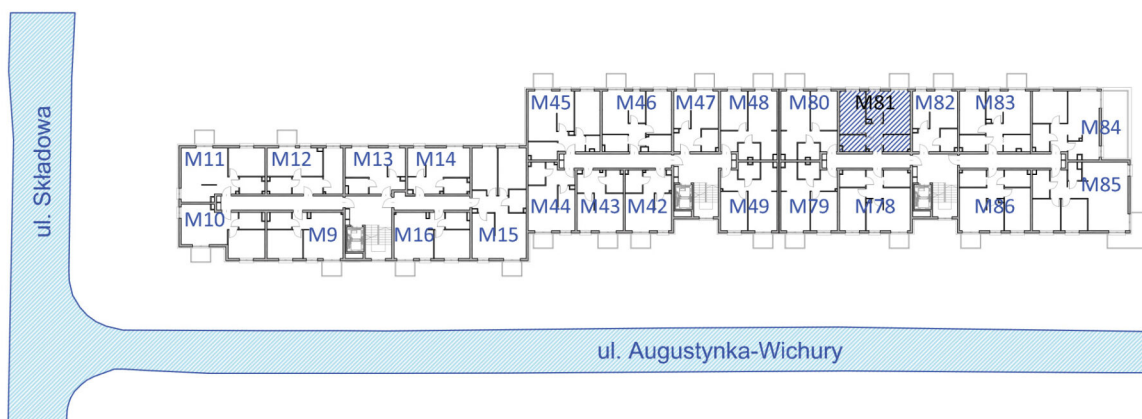 ul. Składowa
M45 M46 M47 M48 M80 M81 M82 M83
M84
M11 M12 M13 M14
M85
M10 M9 M16 M15 M44 M43 M42 M49 M79 M78 M86
ul. Augustynka-Wichury